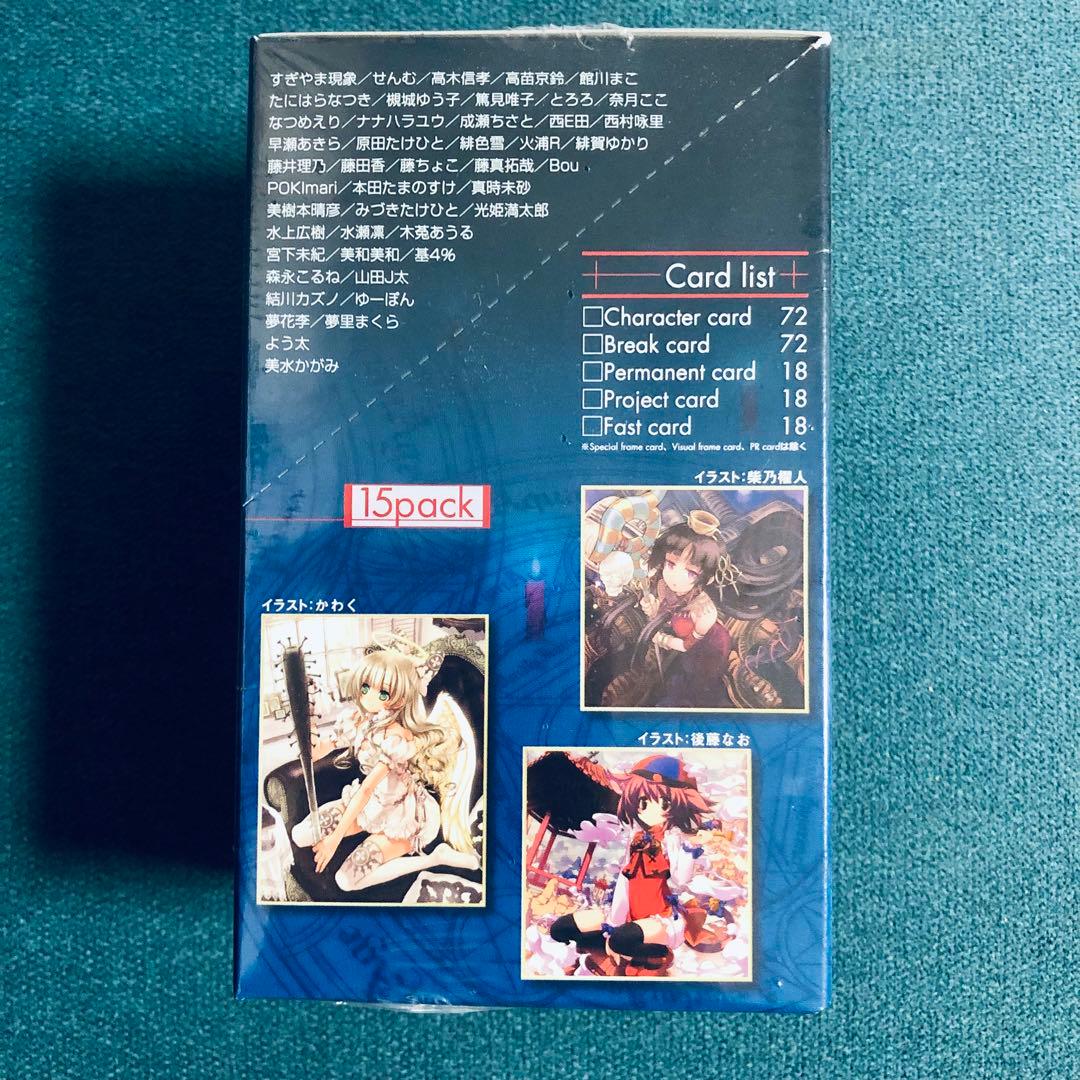 すぎやま現象／せんむ／高木信孝／高苗京鈴／館川まこ
たにはらなつき／槻城ゆう子／篤見唯子／とろろ／奈月ここ
なつめえり／ナナハラユウ／成瀬ちさと／西E田／西村咏里
早瀬あきら／原田たけひと／緋色雪／火浦R／緋賀ゆかり
藤井理乃／藤田香／藤ちょこ／藤真拓哉／Bou
POKImari／本田たまのすけ／真時未砂
美樹本晴彦／みづきたけひと／光姫満太郎
水上広樹／水瀬凜／木菟あうる
宮下未紀／美和美和／基4%
森永こるね／山田J太
結川カズノ／ゆーぽん
夢花李／夢里まくら
よう太
美水かがみ
Card list
□Character card 72
□Break card 72
□Permanent card 18
□Project card 18
□Fast card 18
※Special frame card、Visual frame card、PR cardは除く
15pack
イラスト:柴乃櫂人
イラスト:かわく
イラスト:後藤なお